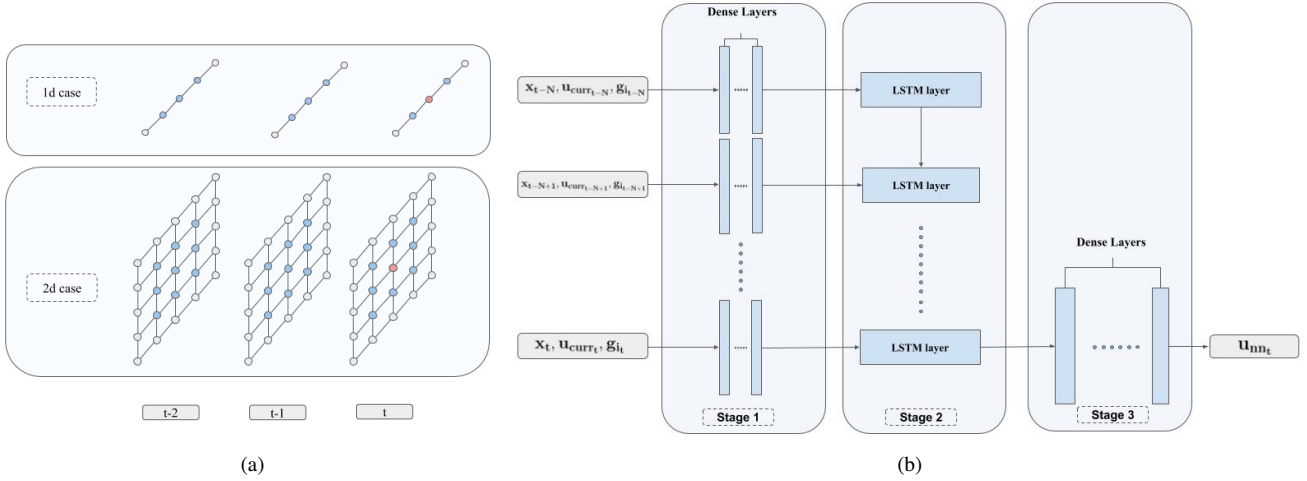 1d case
2d case
t-2 t-1 t
(a)
Dense Layers
x_{t-N}, u_{curr_{t-N}}, g_{i_{t-N}}
LSTM layer
x_{t-N+1}, u_{curr_{t-N+1}}, g_{i_{t-N+1}}
LSTM layer
Dense Layers
x_t, u_{curr_t}, g_{i_t}
LSTM layer
u_{nn_t}
Stage 1 Stage 2 Stage 3
(b)